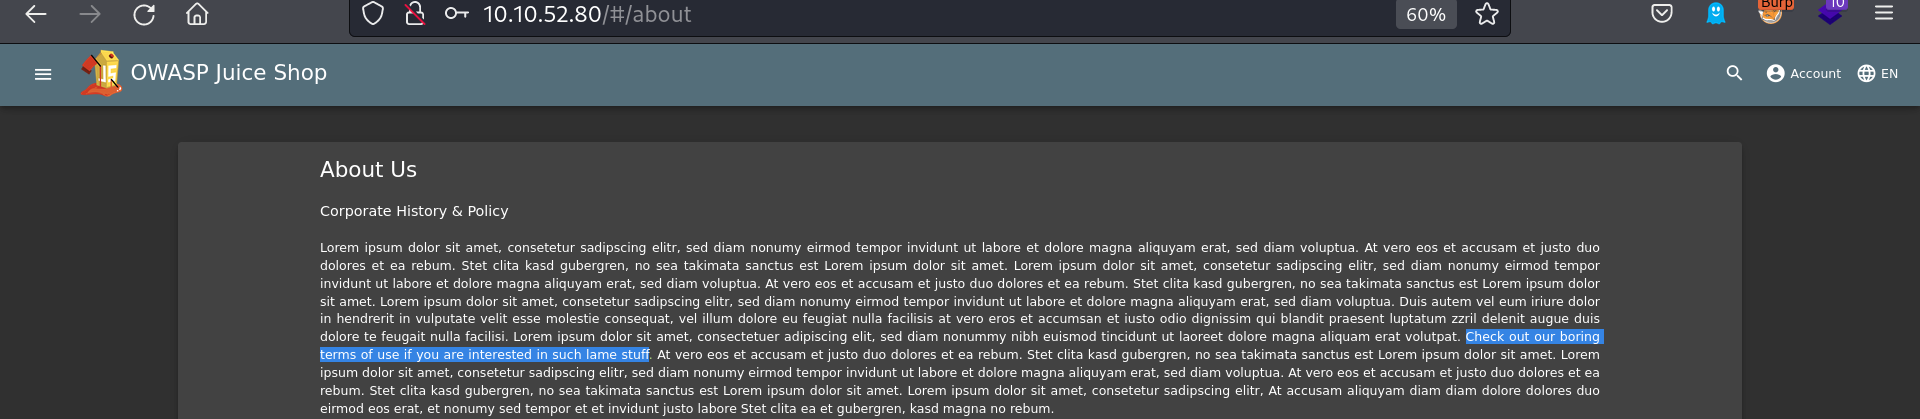 10.10.52.80/#/about
60%
Burp
10
OWASP Juice Shop
Account
EN
About Us
Corporate History & Policy
Lorem ipsum dolor sit amet, consetetur sadipscing elitr, sed diam nonumy eirmod tempor invidunt ut labore et dolore magna aliquyam erat, sed diam voluptua. At vero eos et accusam et justo duo
dolores et ea rebum. Stet clita kasd gubergren, no sea takimata sanctus est Lorem ipsum dolor sit amet. Lorem ipsum dolor sit amet, consetetur sadipscing elitr, sed diam nonumy eirmod tempor
invidunt ut labore et dolore magna aliquyam erat, sed diam voluptua. At vero eos et accusam et justo duo dolores et ea rebum. Stet clita kasd gubergren, no sea takimata sanctus est Lorem ipsum dolor
sit amet. Lorem ipsum dolor sit amet, consetetur sadipscing elitr, sed diam nonumy eirmod tempor invidunt ut labore et dolore magna aliquyam erat, sed diam voluptua. Duis autem vel eum iriure dolor
in hendrerit in vulputate velit esse molestie consequat, vel illum dolore eu feugiat nulla facilisis at vero eros et accumsan et iusto odio dignissim qui blandit praesent luptatum zzril delenit augue duis
dolore te feugait nulla facilisi. Lorem ipsum dolor sit amet, consectetuer adipiscing elit, sed diam nonummy nibh euismod tincidunt ut laoreet dolore magna aliquam erat volutpat. Check out our boring
terms of use if you are interested in such lame stuff. At vero eos et accusam et justo duo dolores et ea rebum. Stet clita kasd gubergren, no sea takimata sanctus est Lorem ipsum dolor sit amet. Lorem
ipsum dolor sit amet, consetetur sadipscing elitr, sed diam nonumy eirmod tempor invidunt ut labore et dolore magna aliquyam erat, sed diam voluptua. At vero eos et accusam et justo duo dolores et ea
rebum. Stet clita kasd gubergren, no sea takimata sanctus est Lorem ipsum dolor sit amet. Lorem ipsum dolor sit amet, consetetur sadipscing elitr, At accusam aliquyam diam diam dolore dolores duo
eirmod eos erat, et nonumy sed tempor et et invidunt justo labore Stet clita ea et gubergren, kasd magna no rebum.